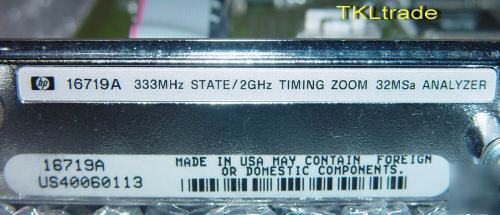 TKLtrade
hp 16719A 333MHz STATE/2GHz TIMING ZOOM 32MSa ANALYZER
16719A MADE IN USA MAY CONTAIN FOREIGN
US40060113 OR DOMESTIC COMPONENTS.